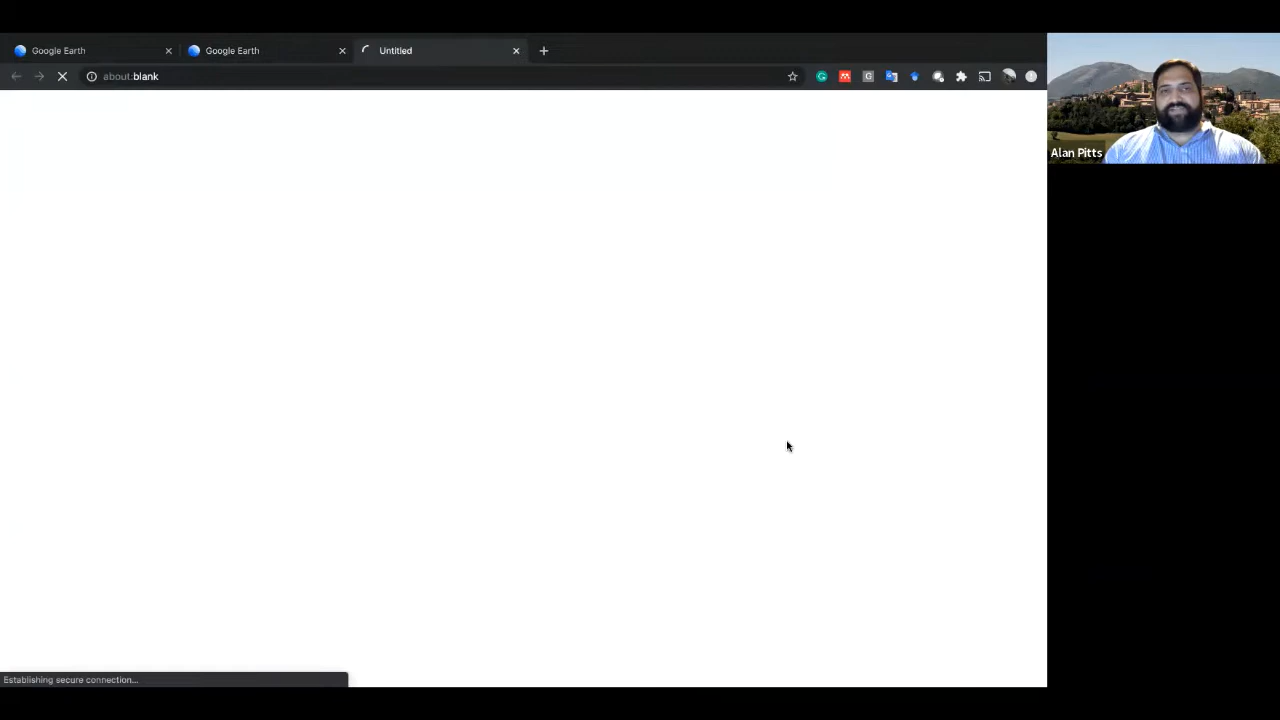 Google Earth
Google Earth
Untitled
about:blank
Alan Pitts
Establishing secure connection...